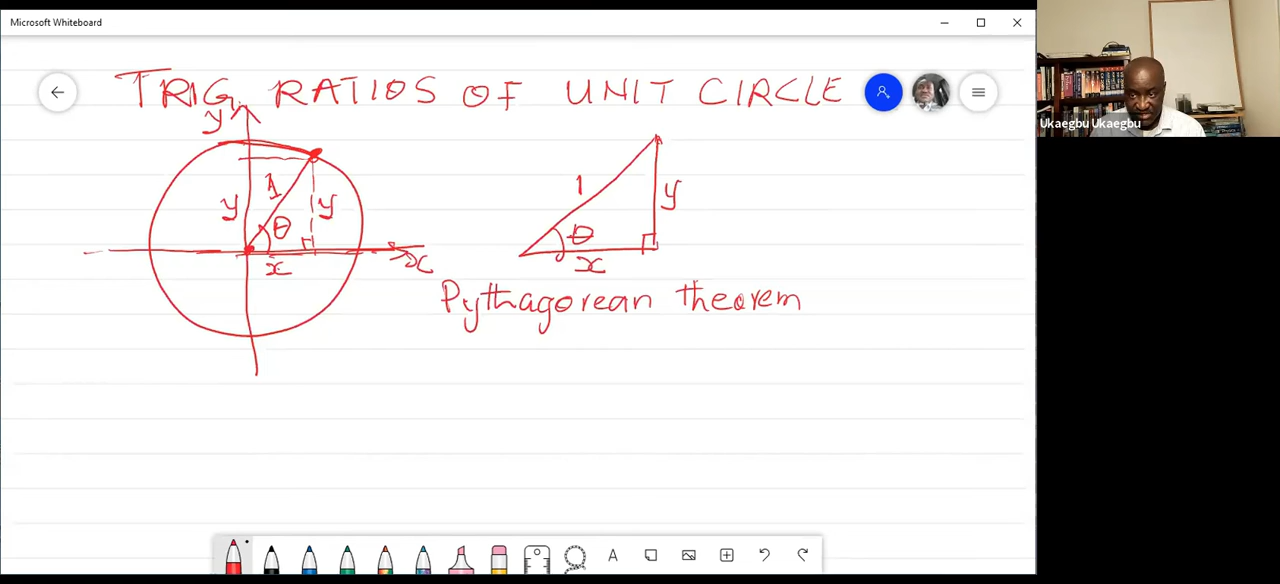 Microsoft Whiteboard
TRIG RATIOS OF UNIT CIRCLE
Ukaegbu Ukaegbu
y
1
y
θ
y
x
x
1
y
θ
x
Pythagorean theorem
A